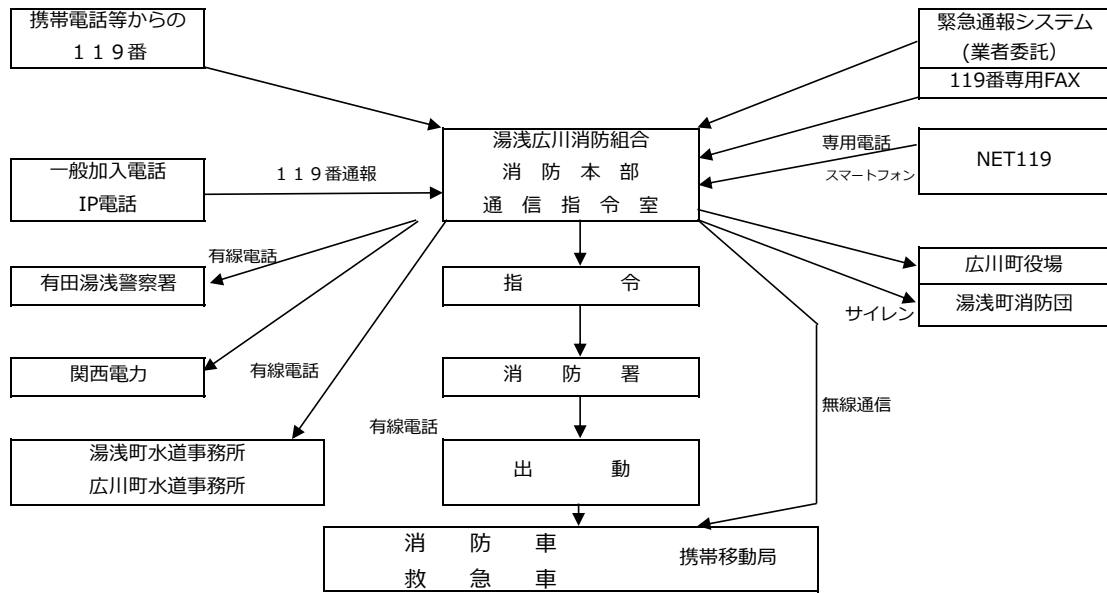 携帯電話等からの
１１９番
緊急通報システム
(業者委託）
119番専用FAX
湯浅広川消防組合
消　防　本　部
通　信　指　令　室
専用電話
スマートフォン
NET119
一般加入電話
IP電話
１１９番通報
有線電話
有田湯浅警察署
指　　　令
広川町役場
湯浅町消防団
サイレン
関西電力
有線電話
消　防　署
無線通信
有線電話
湯浅町水道事務所
広川町水道事務所
出　　　動
消　防　車
救　急　車
携帯移動局